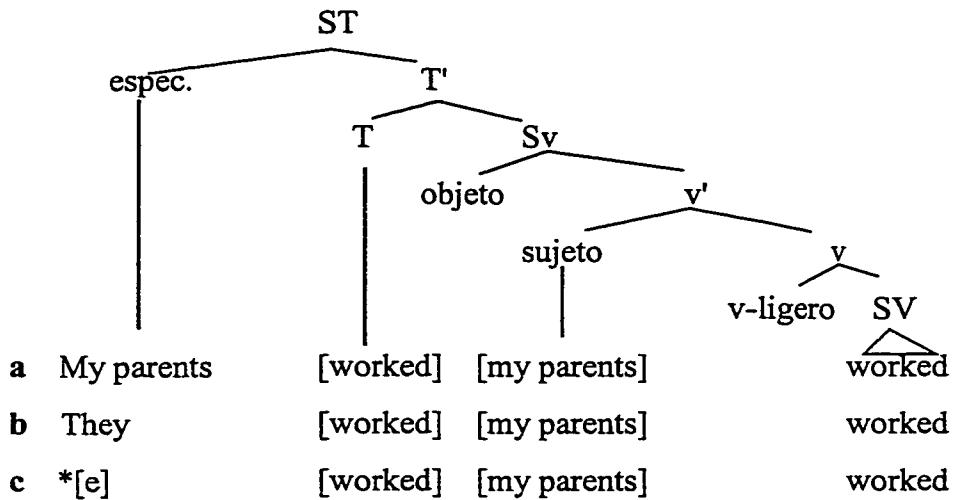 ST
espec. T'
T Sv
objeto v'
sujeto v
v-ligero SV
a My parents [worked] [my parents] worked
b They [worked] [my parents] worked
c *[e] [worked] [my parents] worked